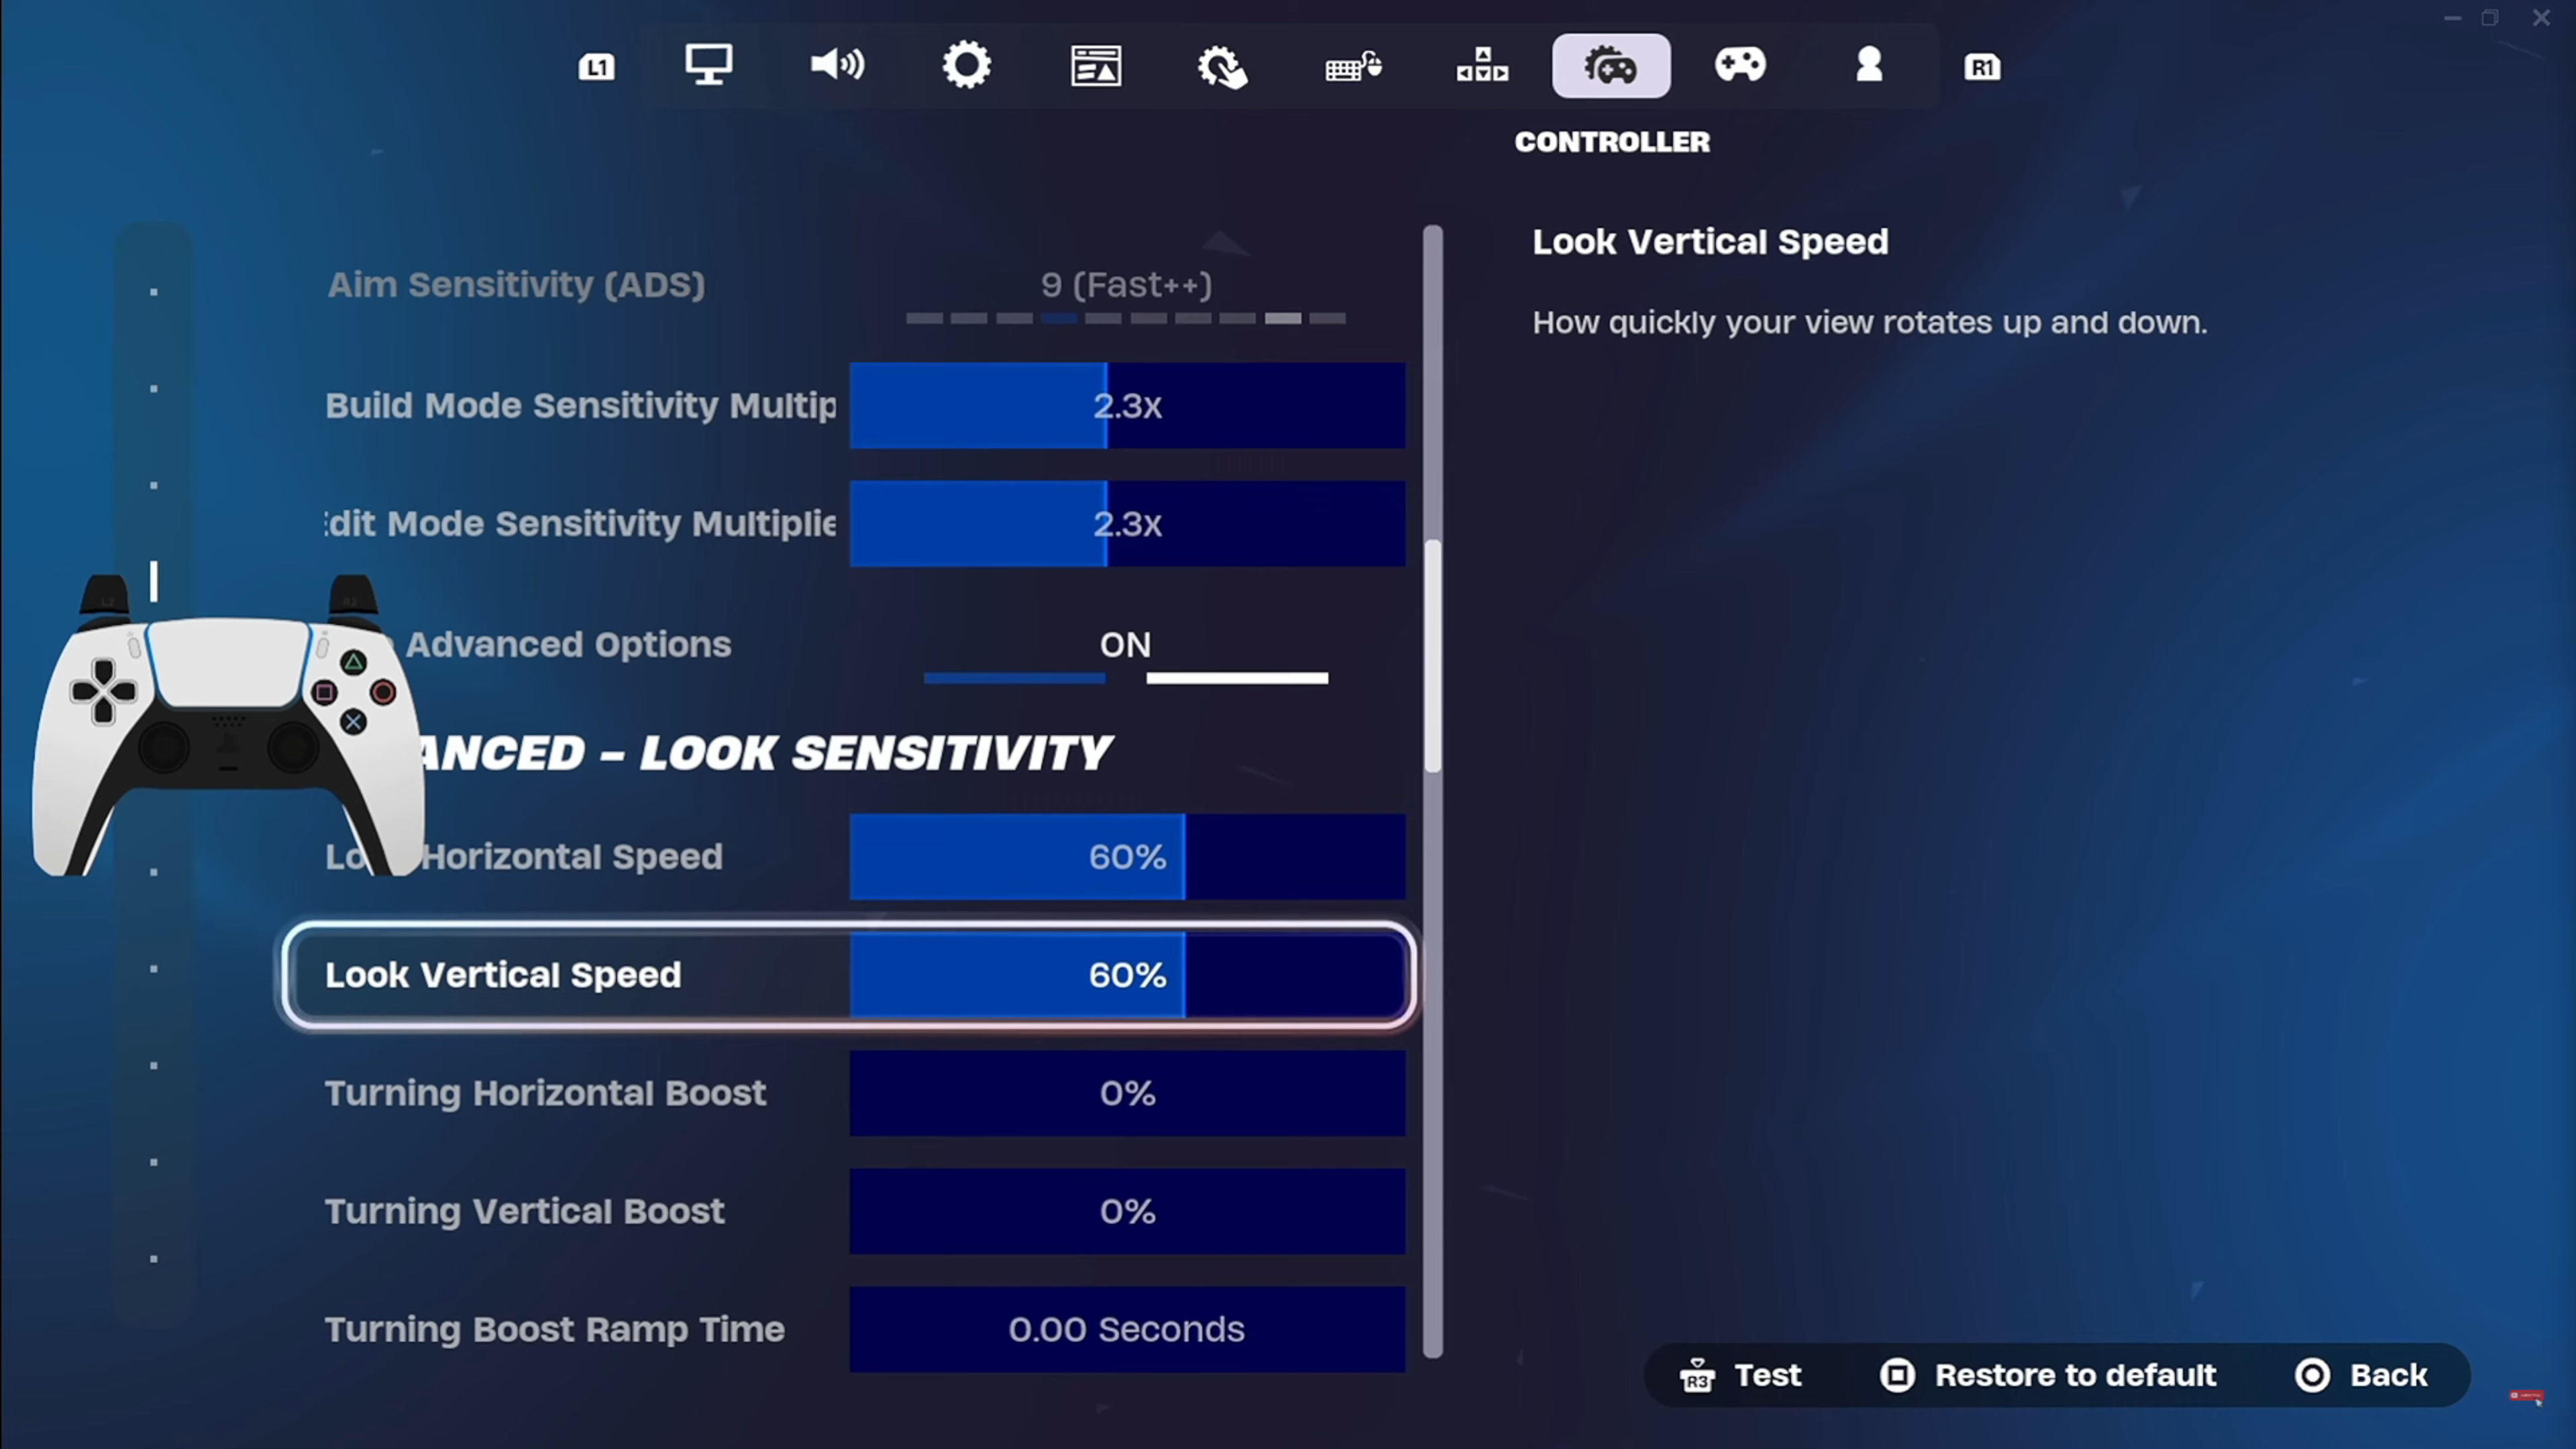 L1
R1
CONTROLLER
Look Vertical Speed
How quickly your view rotates up and down.
Aim Sensitivity (ADS)
9 (Fast++)
Build Mode Sensitivity Multip
2.3x
dit Mode Sensitivity Multiplie
2.3x
Advanced Options
ON
ANCED - LOOK SENSITIVITY
Lo Horizontal Speed
60%
Look Vertical Speed
60%
Turning Horizontal Boost
0%
Turning Vertical Boost
0%
Turning Boost Ramp Time
0.00 Seconds
R3 Test
Restore to default
Back